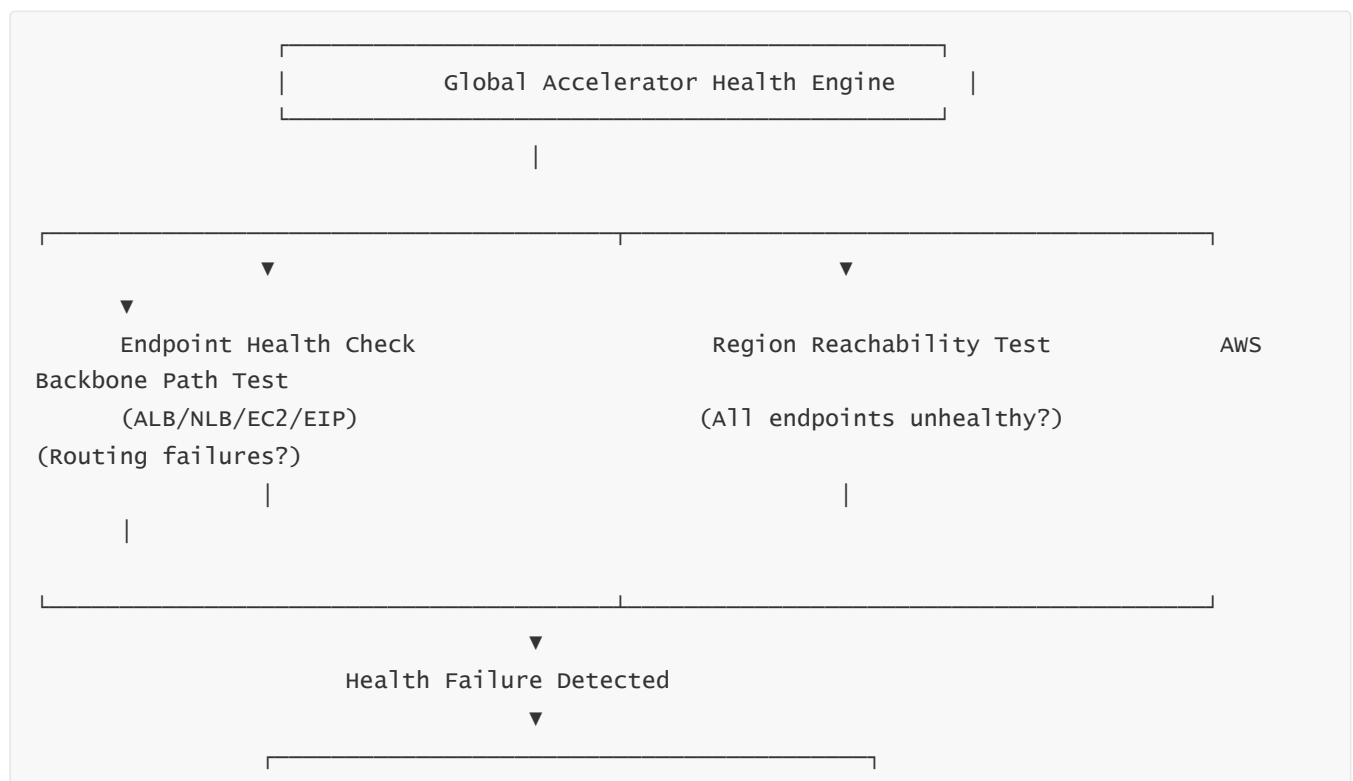 Global Accelerator Health Engine
Endpoint Health Check Region Reachability Test AWS
Backbone Path Test
(ALB/NLB/EC2/EIP) (All endpoints unhealthy?)
(Routing failures?)
Health Failure Detected